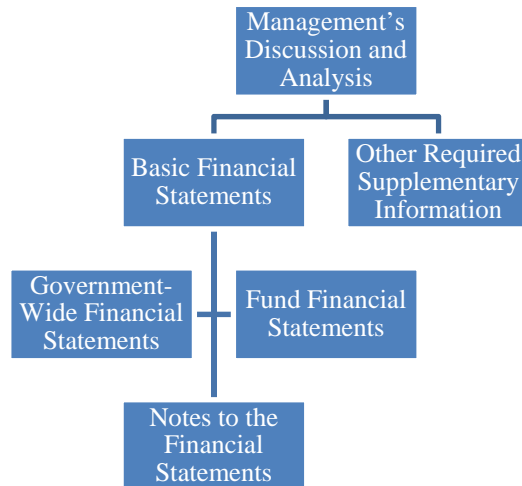 Management’s
Discussion and
Analysis
Basic Financial
Statements
Other Required
Supplementary
Information
Government-
Wide Financial
Statements
Fund Financial
Statements
Notes to the
Financial
Statements